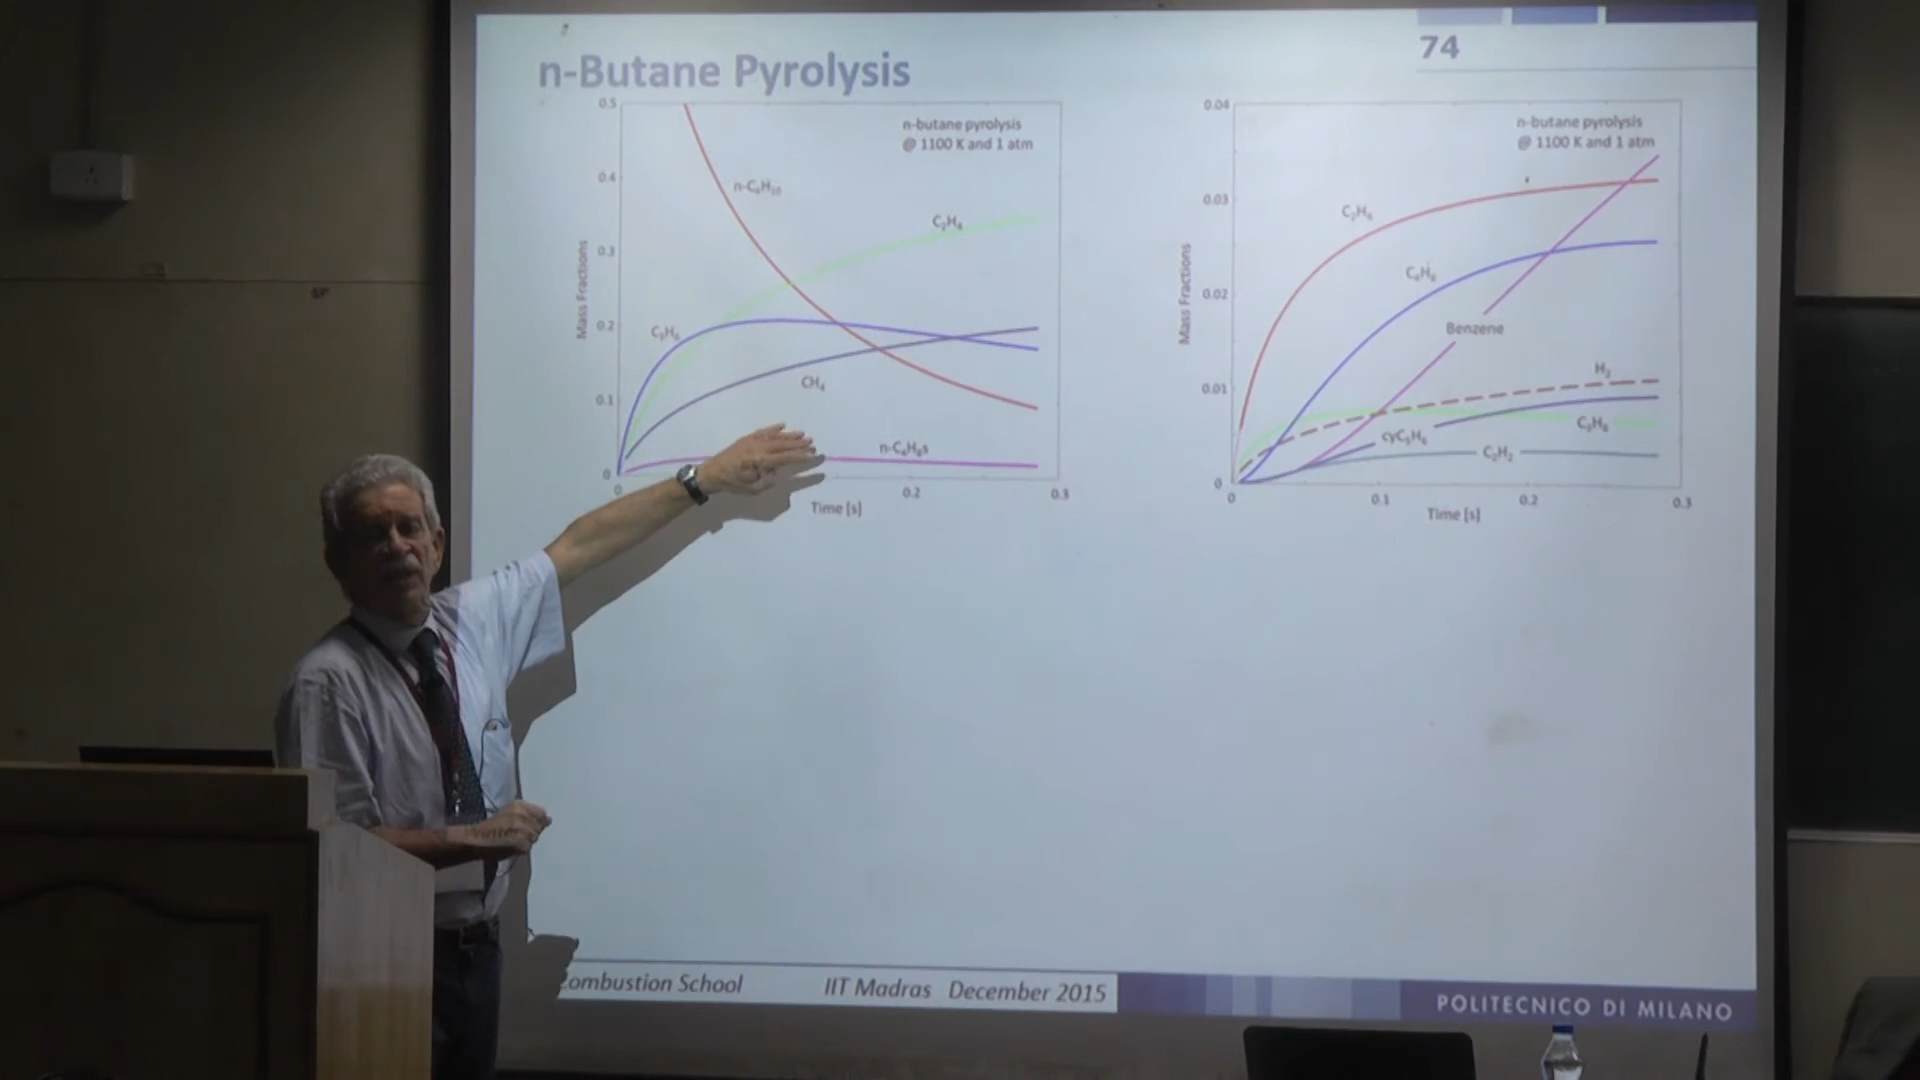 74
n-Butane Pyrolysis
n-butane pyrolysis
@ 1100 K and 1 atm
0.5
0.4
0.3
0.2
0.1
0
Mass Fractions
n-C₄H₁₀
C₂H₄
C₃H₆
CH₄
n-C₄H₈s
0
0.2
0.3
Time [s]
n-butane pyrolysis
@ 1100 K and 1 atm
0.04
0.03
0.02
0.01
0
Mass Fractions
C₂H₆
C₄H₆
Benzene
H₂
cyC₅H₆
C₃H₈
C₂H₂
0
0.1
0.2
0.3
Time [s]
Combustion School
IIT Madras December 2015
POLITECNICO DI MILANO